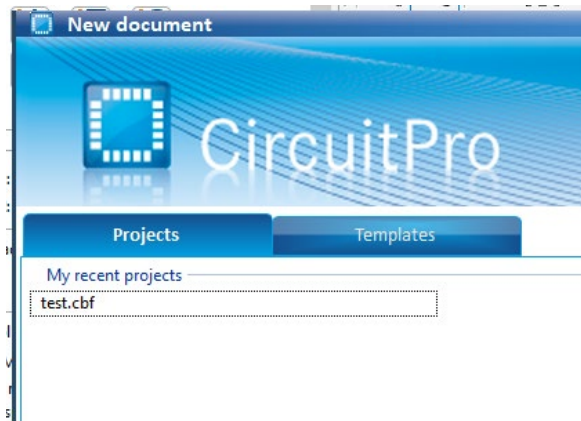 New document
CircuitPro
Projects
Templates
My recent projects
test.cbf